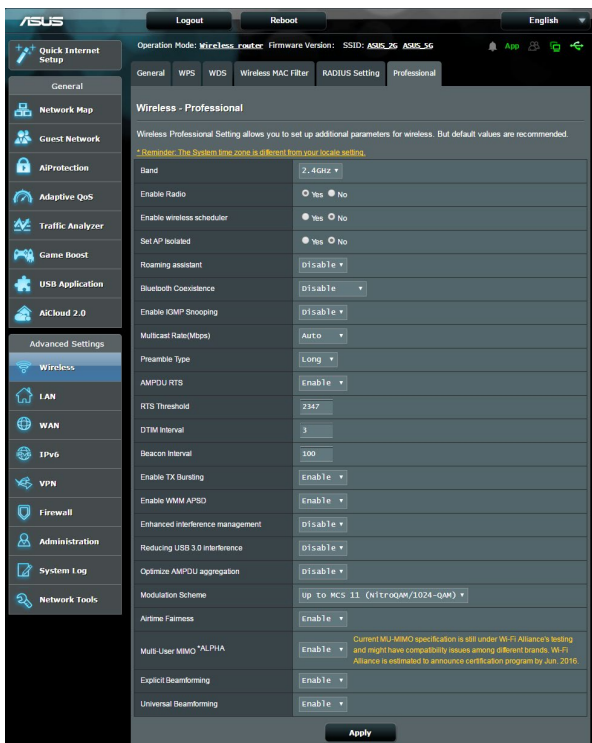 ASUS
Logout
Reboot
English
Quick Internet
Setup
Operation Mode: Wireless router Firmware Version: SSID: ASUS_2G ASUS_5G
App
General
WPS
WDS
Wireless MAC
Filter
RADIUS Setting
Professional
General
Network Map
Guest Network
AiProtection
Adaptive QoS
Traffic Analyzer
Game Boost
USB Application
AiCloud 2.0
Advanced Settings
Wireless
LAN
WAN
IPv6
VPN
Firewall
Administration
System Log
Network Tools
Wireless - Professional
Wireless Professional Setting allows you to set up additional parameters for wireless. But default values are recommended.
* Reminder: The System time zone is different from your locale setting.
Band 2.4GHz
Enable Radio Yes No
Enable wireless scheduler Yes No
Set AP Isolated Yes No
Roaming assistant Disable
Bluetooth Coexistence Disable
Enable IGMP Snooping Disable
Multicast Rate(Mbps) Auto
Preamble Type Long
AMPDU RTS Enable
RTS Threshold 2347
DTIM Interval 3
Beacon Interval 100
Enable TX Bursting Enable
Enable WMM APSD Enable
Enhanced interference management Disable
Reducing USB 3.0 interference Disable
Optimize AMPDU aggregation Disable
Modulation Scheme Up to MCS 11 (NitroQAM/1024-QAM)
Airtime Fairness Enable
Multi-User MIMO *ALPHA Enable
Current MU-MIMO specification is still under Wi-Fi Alliance's testing
and might have compatibility issues among different brands. Wi-Fi
Alliance is estimated to announce certification program by Jun. 2016.
Explicit Beamforming Enable
Universal Beamforming Enable
Apply